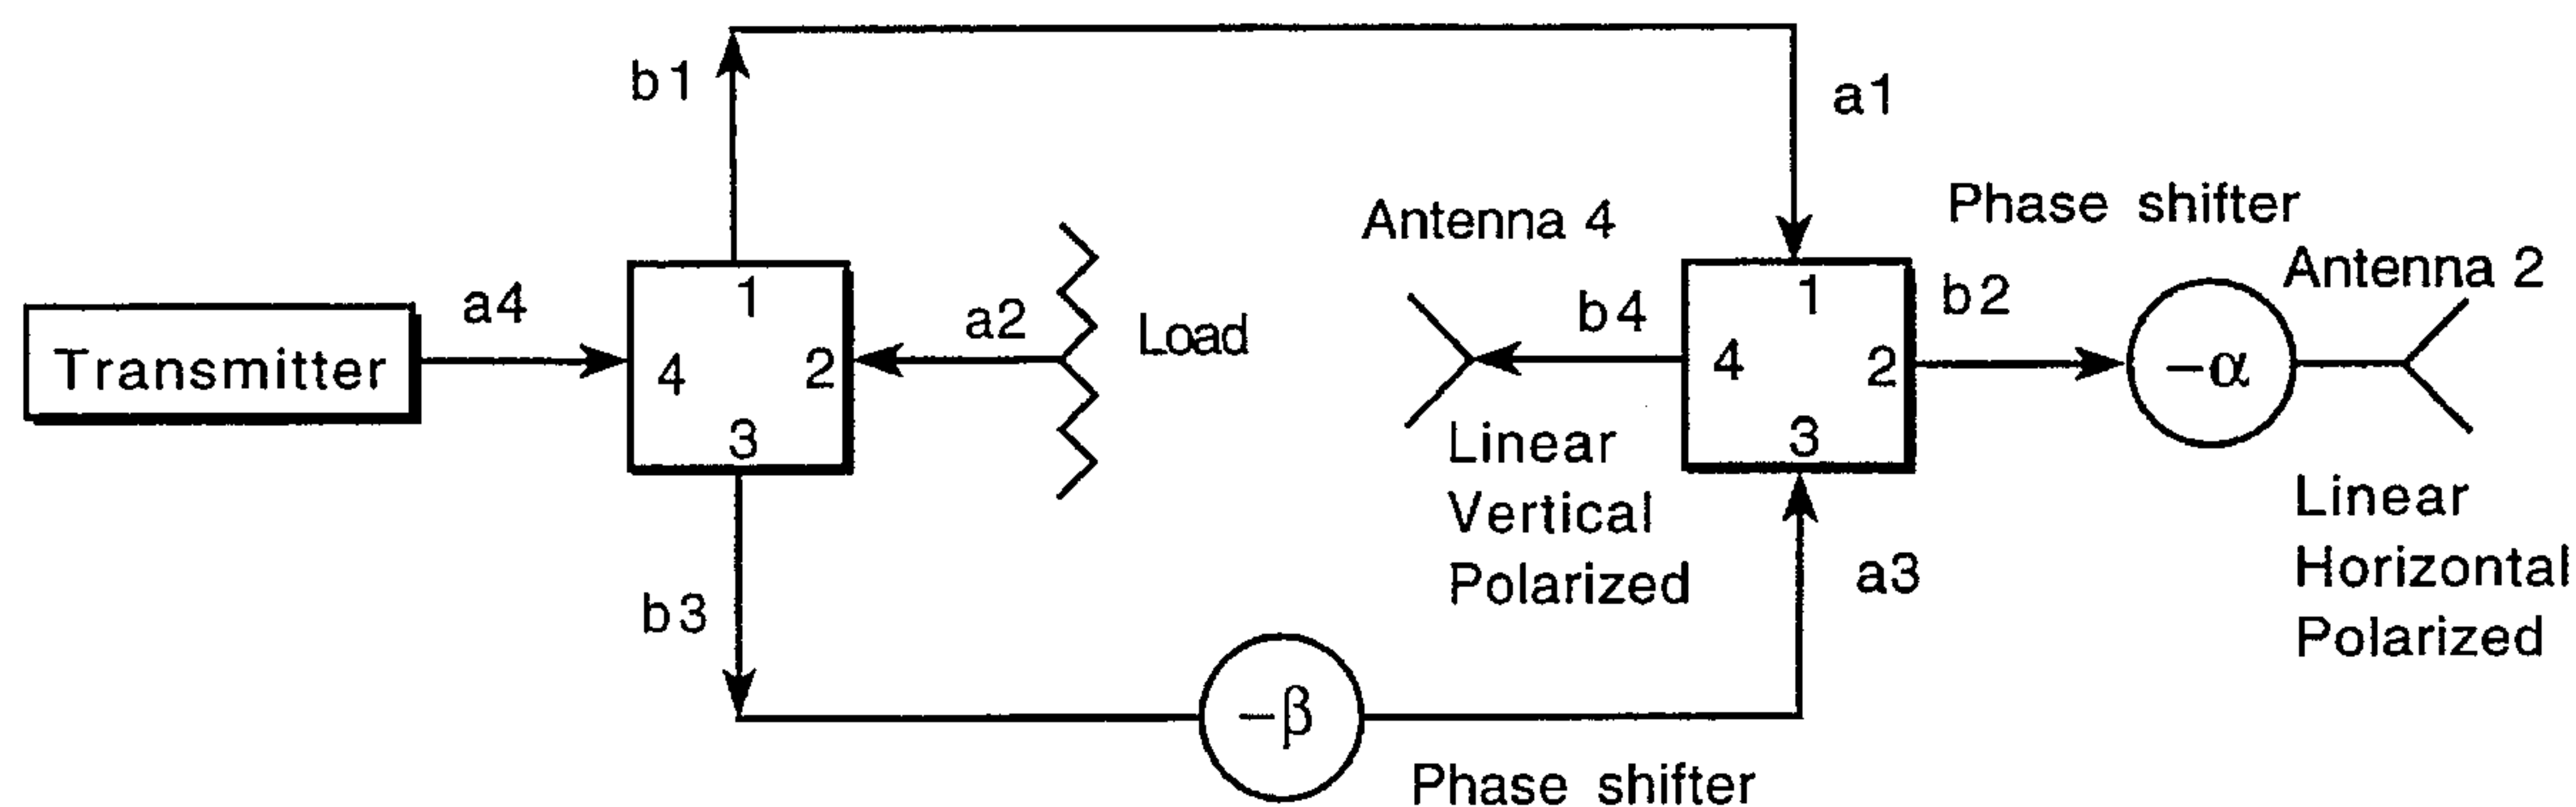 b1
a1
Phase shifter
Antenna 4
Antenna 2
a4
1
a2
Load
b4
1
b2
Transmitter
4
2
4
2
−α
3
3
Linear
Vertical
Polarized
Linear
Horizontal
Polarized
b3
a3
−β
Phase shifter